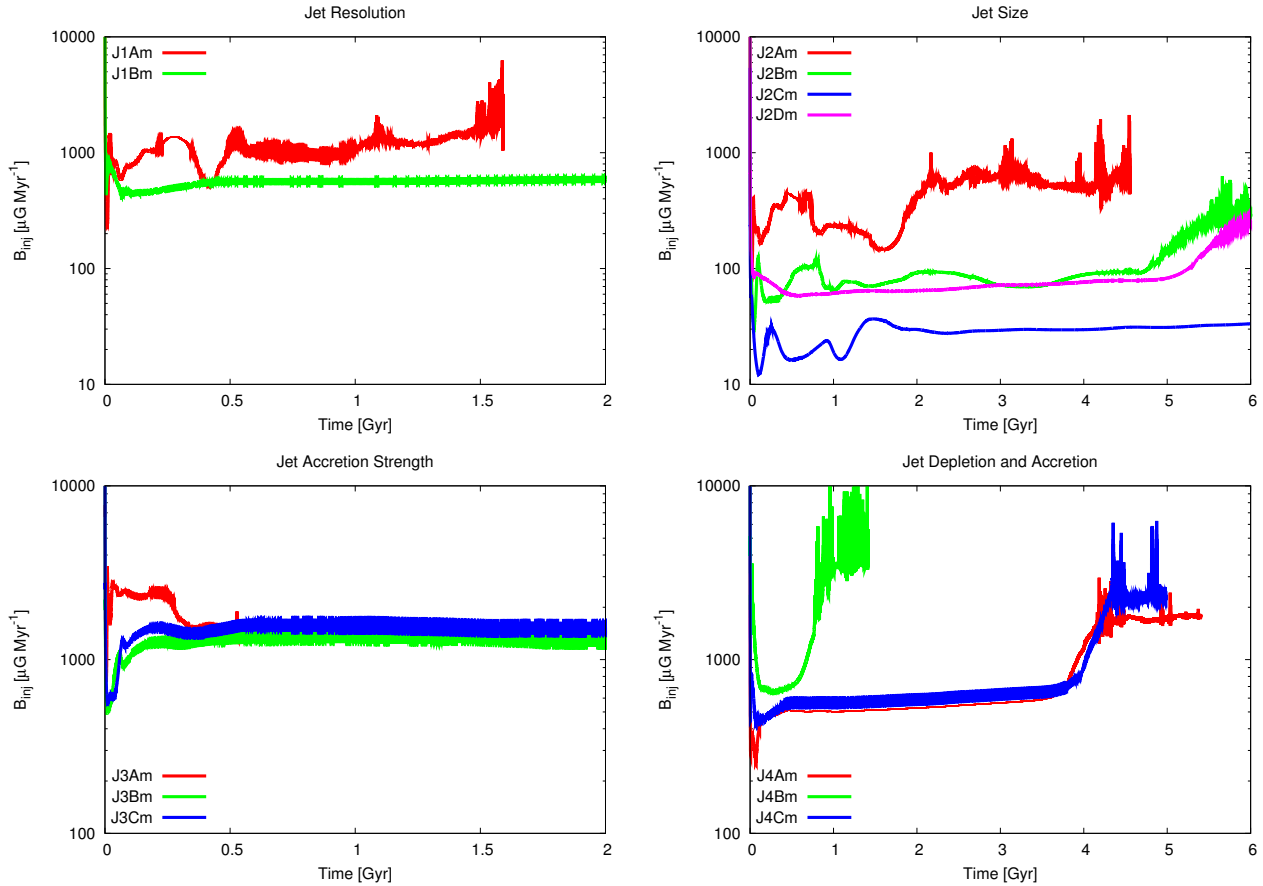 Jet Resolution
10000
1000
100
10
B_inj [μG Myr^-1]
J1Am
J1Bm
0 0.5 1 1.5 2
Time [Gyr]
Jet Size
10000
1000
100
10
B_inj [μG Myr^-1]
J2Am
J2Bm
J2Cm
J2Dm
0 1 2 3 4 5 6
Time [Gyr]
Jet Accretion Strength
10000
1000
100
B_inj [μG Myr^-1]
J3Am
J3Bm
J3Cm
0 0.5 1 1.5 2
Time [Gyr]
Jet Depletion and Accretion
10000
1000
100
B_inj [μG Myr^-1]
J4Am
J4Bm
J4Cm
0 1 2 3 4 5 6
Time [Gyr]